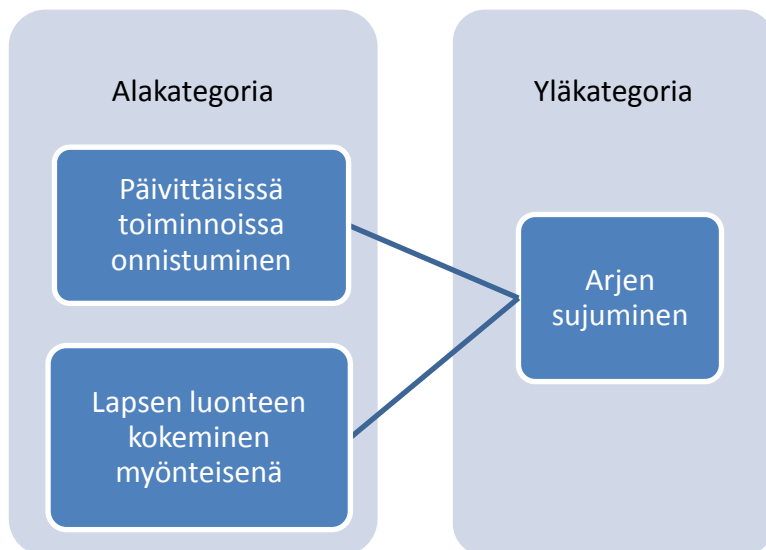 Alakategoria
Päivittäisissä
toiminnoissa
onnistuminen
Lapsen luonteen
kokeminen
myönteisenä
Yläkategoria
Arjen
sujuminen